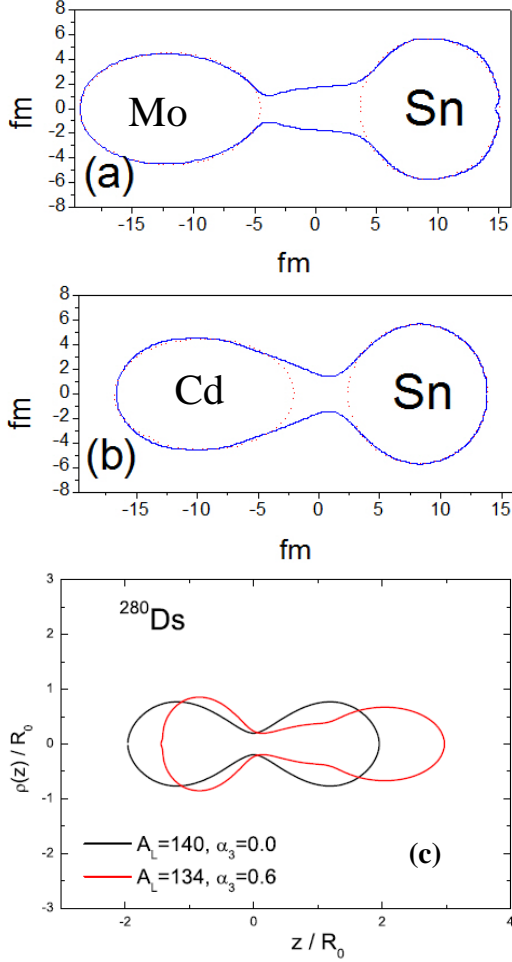 8
6
4
2
0
-2
-4
-6
-8
fm
Mo
Sn
(a)
-15 -10 -5 0 5 10 15
fm
8
6
4
2
0
-2
-4
-6
-8
fm
Cd
Sn
(b)
-15 -10 -5 0 5 10 15
fm
3
2
1
0
-1
-2
-3
ρ(z) / R₀
²⁸⁰Ds
A_L=140, α₃=0.0
A_L=134, α₃=0.6
(c)
-2 0 2 4
z / R₀